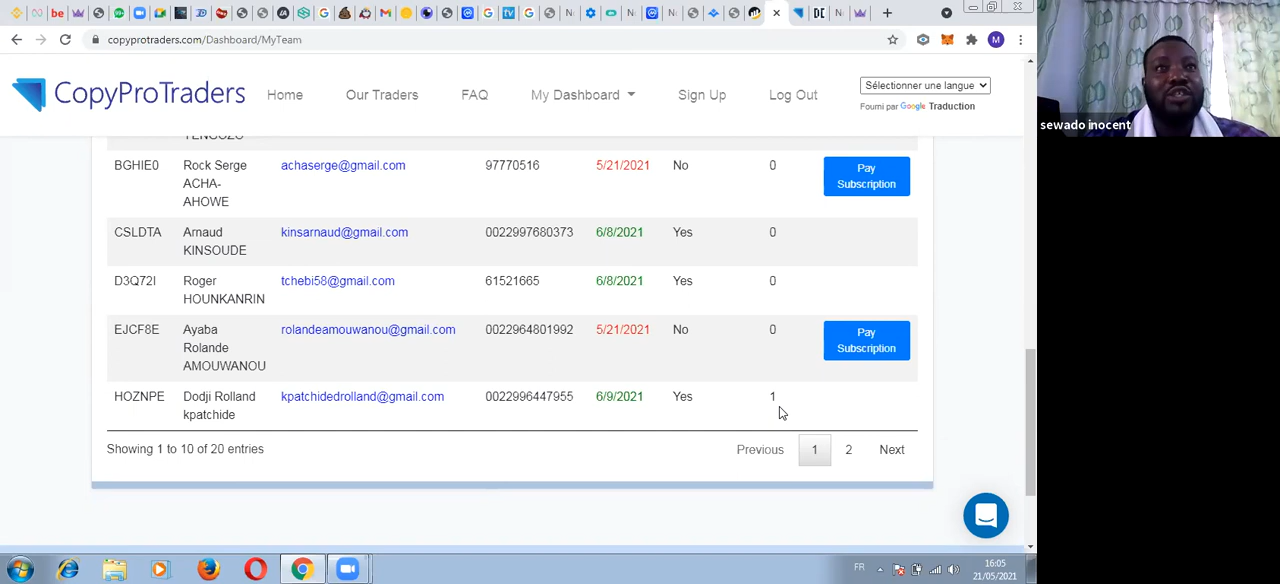 copyprotraders.com/Dashboard/MyTeam
CopyProTraders
Home
Our Traders
FAQ
My Dashboard
Sign Up
Log Out
Sélectionner une langue
Fourni par Google Traduction
sewado inocent
BGHIE0 Rock Serge achaserge@gmail.com 97770516 5/21/2021 No 0 Pay
ACHA- Subscription
AHOWE
CSLDTA Arnaud kinsarnaud@gmail.com 0022997680373 6/8/2021 Yes 0
KINSOUDE
D3Q72I Roger tchebi58@gmail.com 61521665 6/8/2021 Yes 0
HOUNKANRIN
EJCF8E Ayaba rolandeamouwanou@gmail.com 0022964801992 5/21/2021 No 0 Pay
Rolande Subscription
AMOUWANOU
HOZNPE Dodji Rolland kpatchidedrolland@gmail.com 0022996447955 6/9/2021 Yes 1
kpatchide
Showing 1 to 10 of 20 entries
Previous 1 2 Next
FR
16:05
21/05/2021